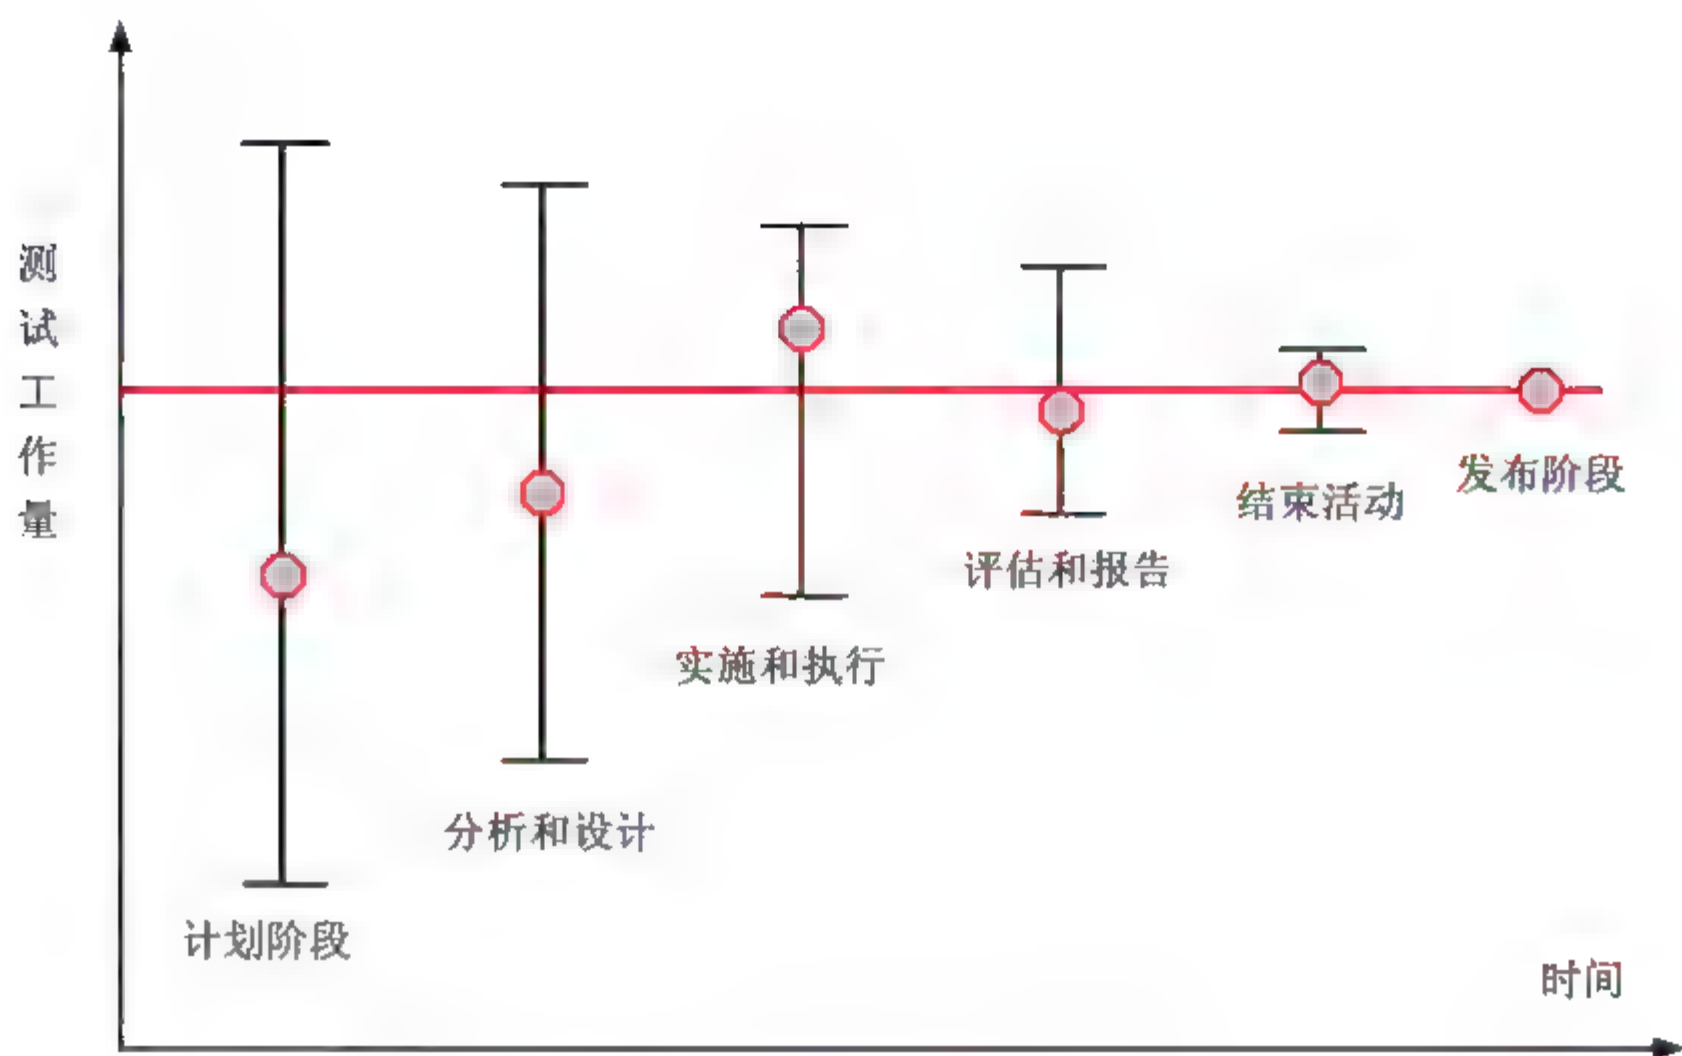 测试工作量
计划阶段
分析和设计
实施和执行
评估和报告
结束活动
发布阶段
时间